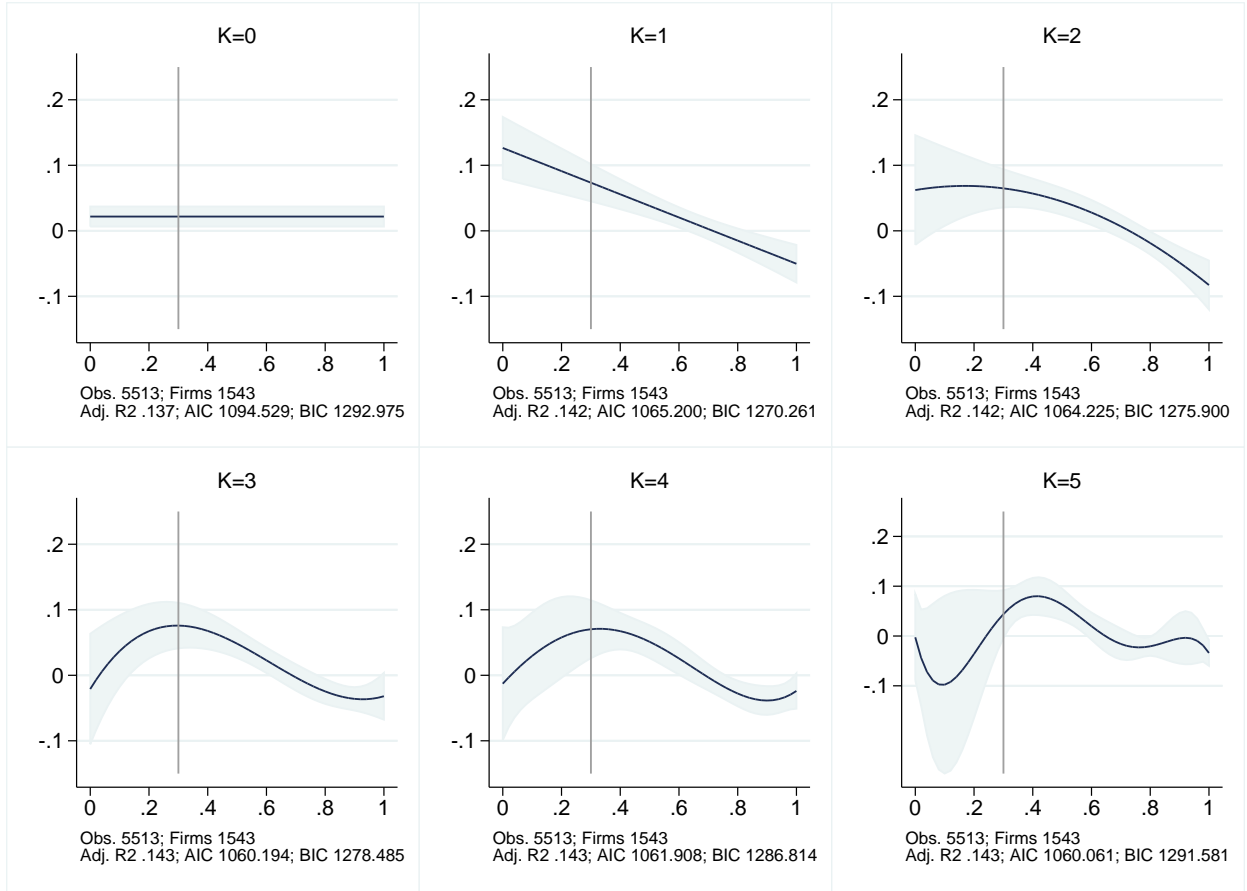 K=0
.2
.1
0
-.1
0 .2 .4 .6 .8 1
Obs. 5513; Firms 1543
Adj. R2 .137; AIC 1094.529; BIC 1292.975
K=1
.2
.1
0
-.1
0 .2 .4 .6 .8 1
Obs. 5513; Firms 1543
Adj. R2 .142; AIC 1065.200; BIC 1270.261
K=2
.2
.1
0
-.1
0 .2 .4 .6 .8 1
Obs. 5513; Firms 1543
Adj. R2 .142; AIC 1064.225; BIC 1275.900
K=3
.2
.1
0
-.1
0 .2 .4 .6 .8 1
Obs. 5513; Firms 1543
Adj. R2 .143; AIC 1060.194; BIC 1278.485
K=4
.2
.1
0
-.1
0 .2 .4 .6 .8 1
Obs. 5513; Firms 1543
Adj. R2 .143; AIC 1061.908; BIC 1286.814
K=5
.2
.1
0
-.1
0 .2 .4 .6 .8 1
Obs. 5513; Firms 1543
Adj. R2 .143; AIC 1060.061; BIC 1291.581